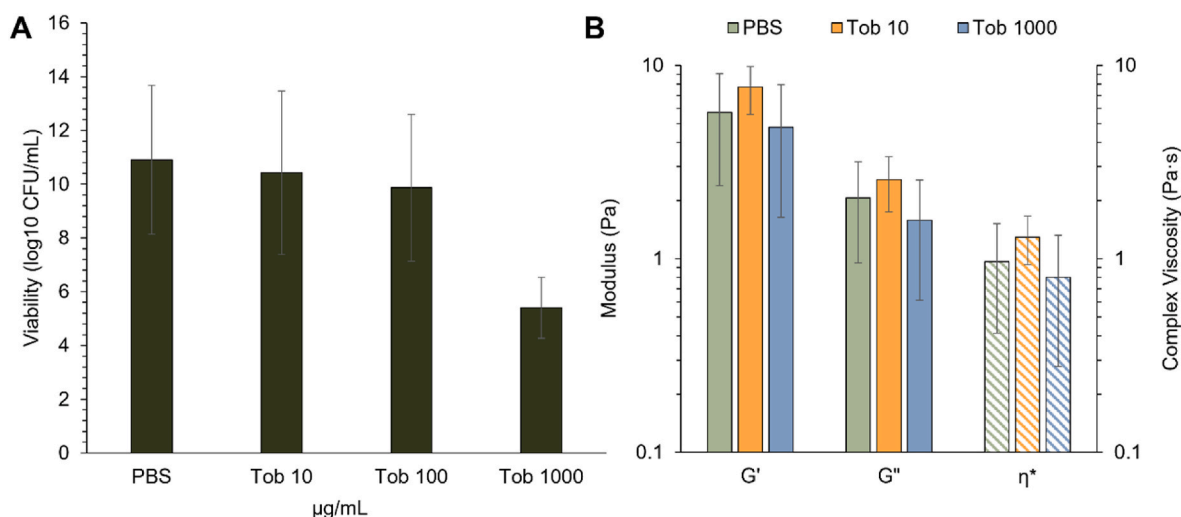 A
Viability (log10 CFU/mL)
16
14
12
10
8
6
4
2
0
PBS Tob 10 Tob 100 Tob 1000
µg/mL
B
PBS Tob 10 Tob 1000
Modulus (Pa)
10
1
0.1
G' G" η*
10
1
0.1
Complex Viscosity (Pa·s)